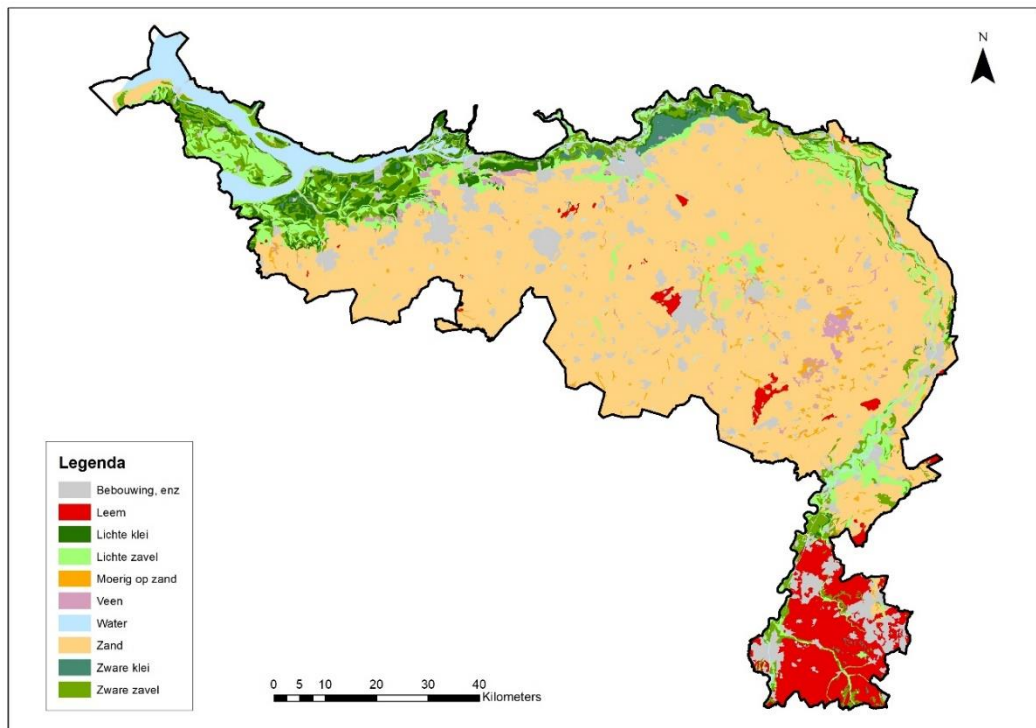 N
Legenda
Bebouwing, enz
Leem
Lichte klei
Lichte zavel
Moerig op zand
Veen
Water
Zand
Zware klei
Zware zavel
0 5 10 20 30 40
Kilometers